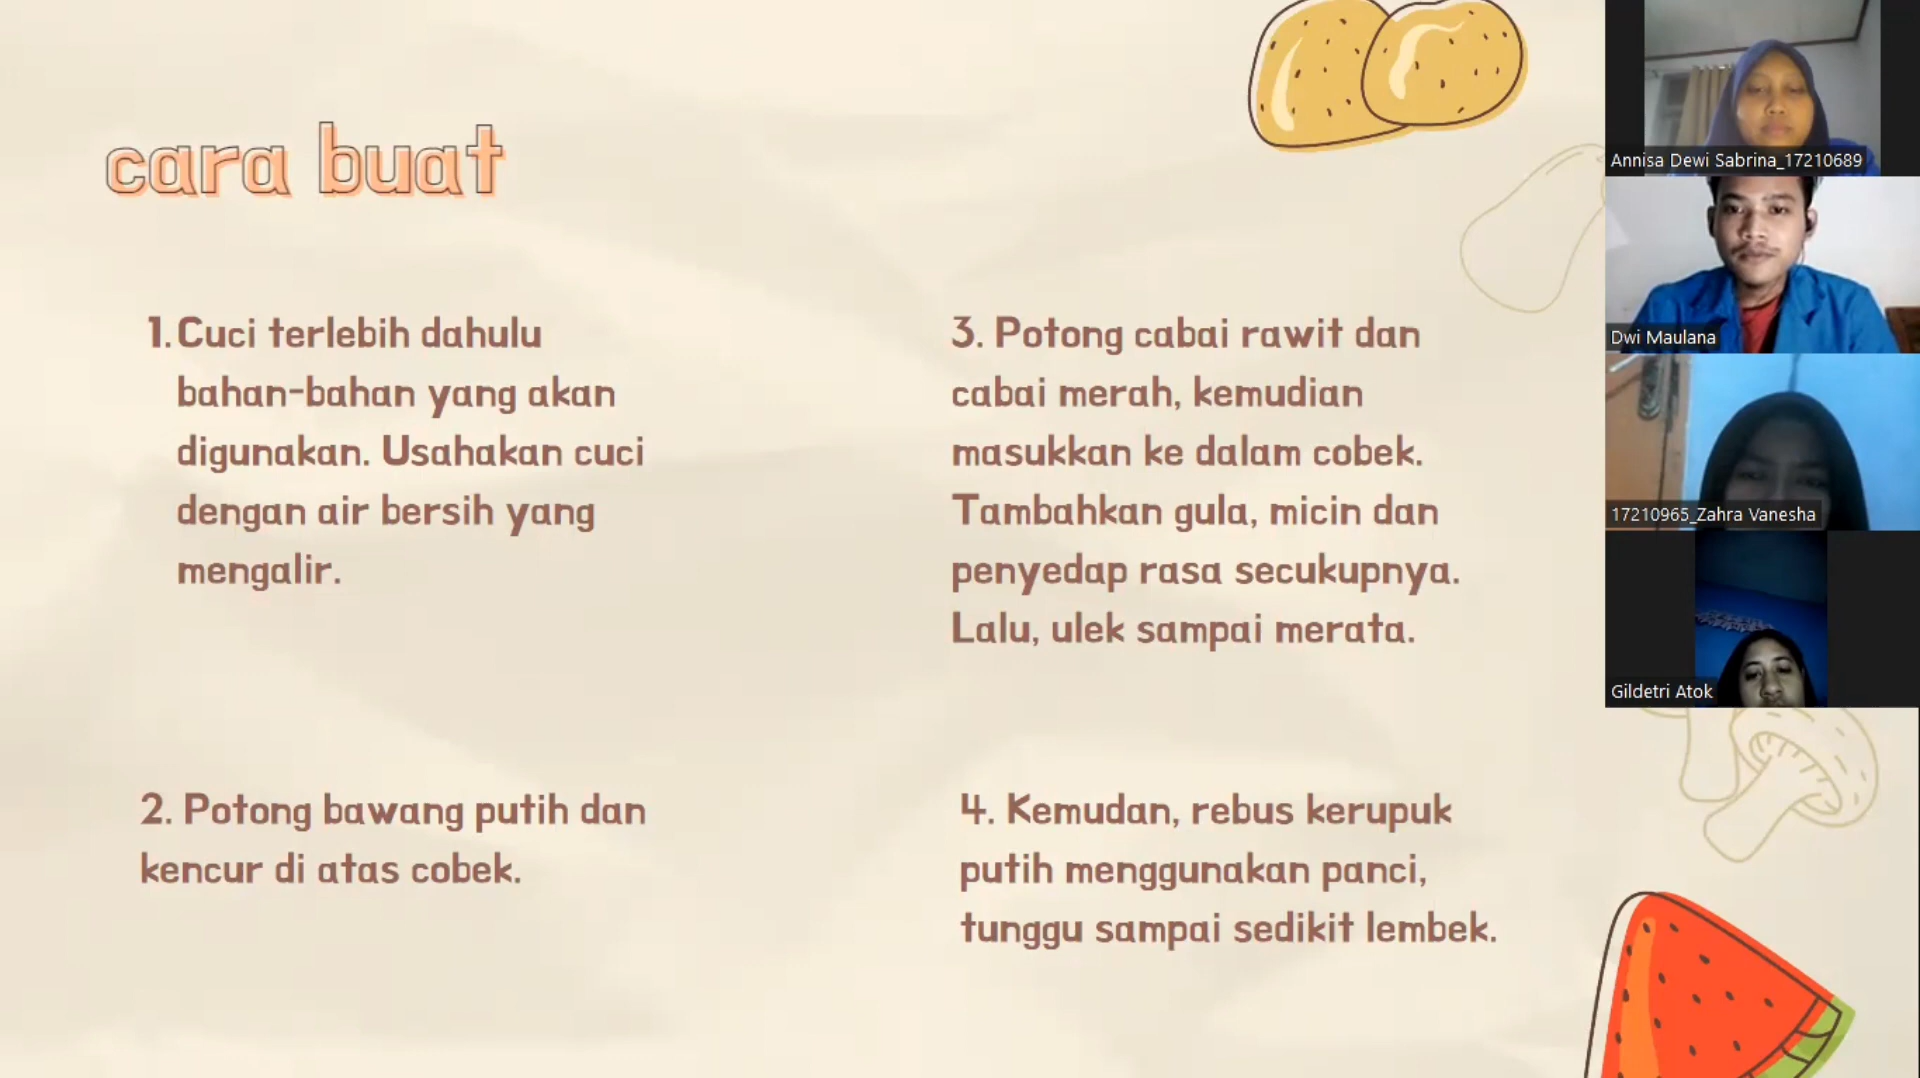 cara buat
1. Cuci terlebih dahulu
bahan-bahan yang akan
digunakan. Usahakan cuci
dengan air bersih yang
mengalir.
2. Potong bawang putih dan
kencur di atas cobek.
3. Potong cabai rawit dan
cabai merah, kemudian
masukkan ke dalam cobek.
Tambahkan gula, micin dan
penyedap rasa secukupnya.
Lalu, ulek sampai merata.
4. Kemudan, rebus kerupuk
putih menggunakan panci,
tunggu sampai sedikit lembek.
Annisa Dewi Sabrina_17210689
Dwi Maulana
17210965_Zahra Vanesha
Gildetri Atok